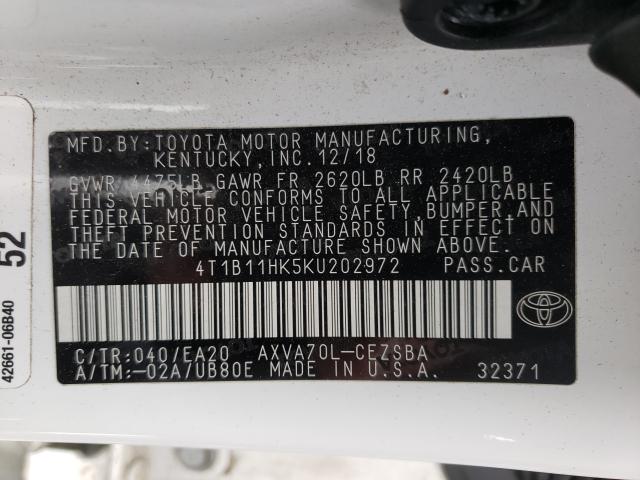 MFD.BY:TOYOTA MOTOR MANUFACTURING,
KENTUCKY,INC.12/18
GVWR 4475LB GAWR FR 2620LB RR 2420LB
THIS VEHICLE CONFORMS TO ALL APPLICABLE
FEDERAL MOTOR VEHICLE SAFETY,BUMPER,AND
THEFT PREVENTION STANDARDS IN EFFECT ON
THE DATE OF MANUFACTURE SHOWN ABOVE.
4T1B11HK5KU202972 PASS.CAR
C/TR:040/EA20 AXVA70L-CEZSBA
A/TM:-02A/UB80E MADE IN U.S.A. 32371
52
42661-06B40